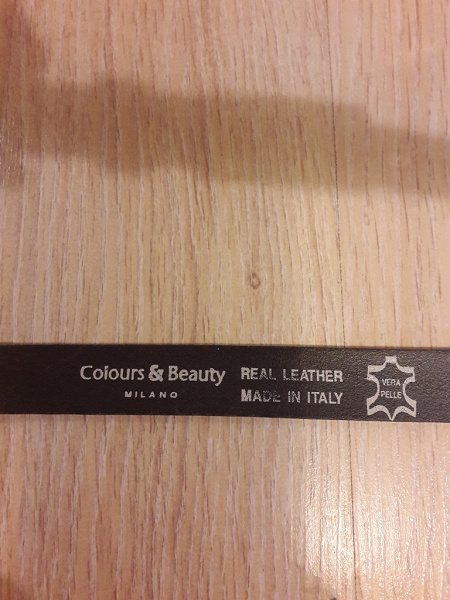 Colours & Beauty
MILANO
REAL LEATHER
MADE IN ITALY
VERA
PELLE